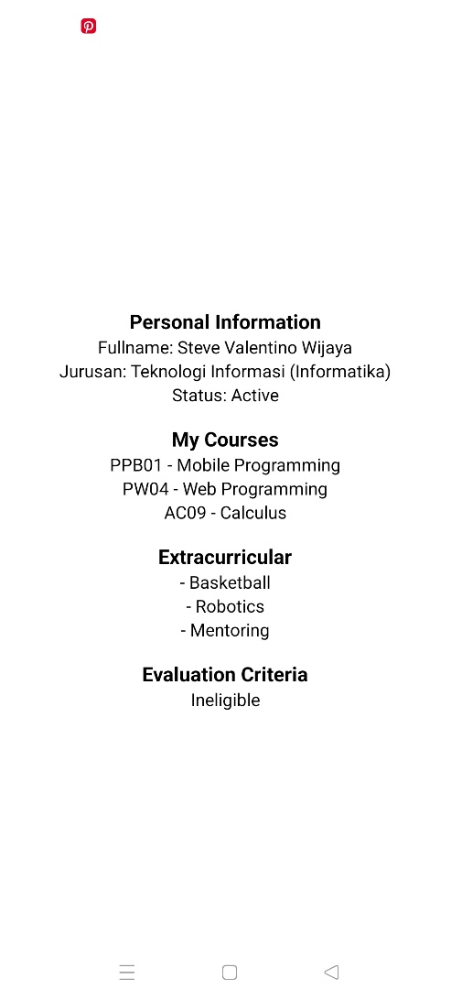 Personal Information
Fullname: Steve Valentino Wijaya
Jurusan: Teknologi Informasi (Informatika)
Status: Active
My Courses
PPB01 - Mobile Programming
PW04 - Web Programming
AC09 - Calculus
Extracurricular
- Basketball
- Robotics
- Mentoring
Evaluation Criteria
Ineligible